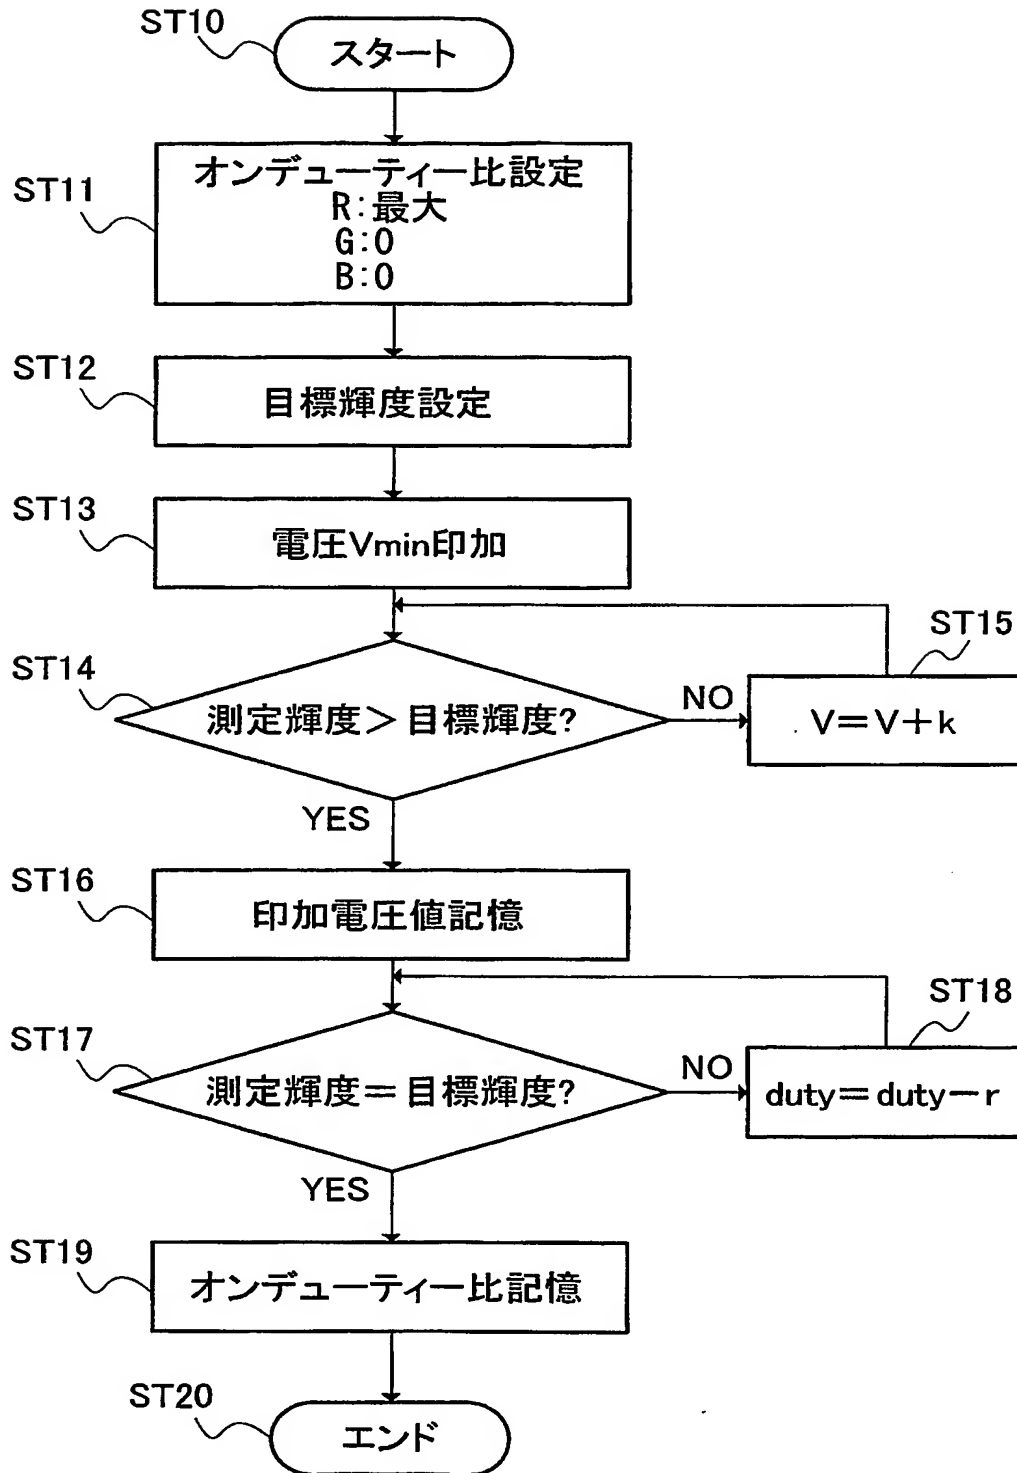 ST10
スタート
ST11
オンデューティー比設定
R:最大
G:0
B:0
ST12
目標輝度設定
ST13
電圧Vmin印加
ST14
測定輝度>目標輝度?
NO
ST15
V=V+k
YES
ST16
印加電圧値記憶
ST17
測定輝度=目標輝度?
NO
ST18
duty=duty-r
YES
ST19
オンデューティー比記憶
ST20
エンド